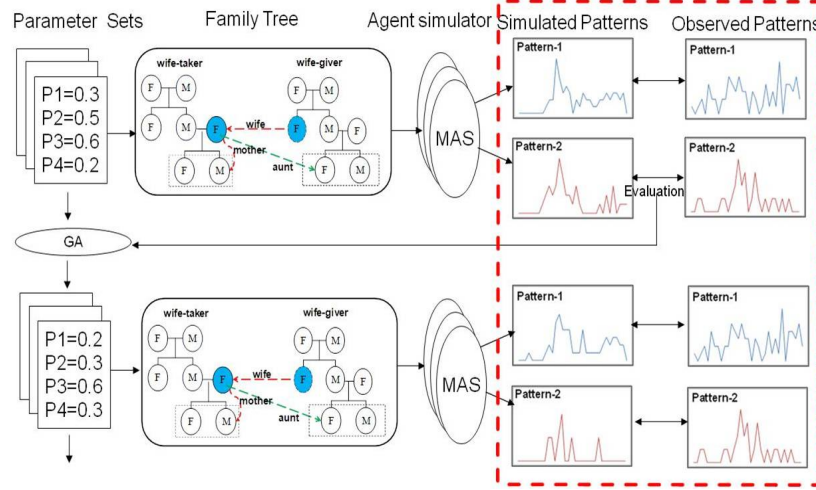 Parameter Sets
Family Tree
Agent simulator
Simulated Patterns
Observed Patterns
P1=0.3
P2=0.5
P3=0.6
P4=0.2
wife-taker
wife-giver
F
M
F
M
F
M
F
wife
F
M
F
mother
aunt
F
M
F
M
MAS
Pattern-1
Pattern-1
Pattern-2
Pattern-2
Evaluation
GA
P1=0.2
P2=0.3
P3=0.6
P4=0.3
wife-taker
wife-giver
F
M
F
M
F
M
F
wife
F
M
F
mother
aunt
F
M
F
M
MAS
Pattern-1
Pattern-1
Pattern-2
Pattern-2